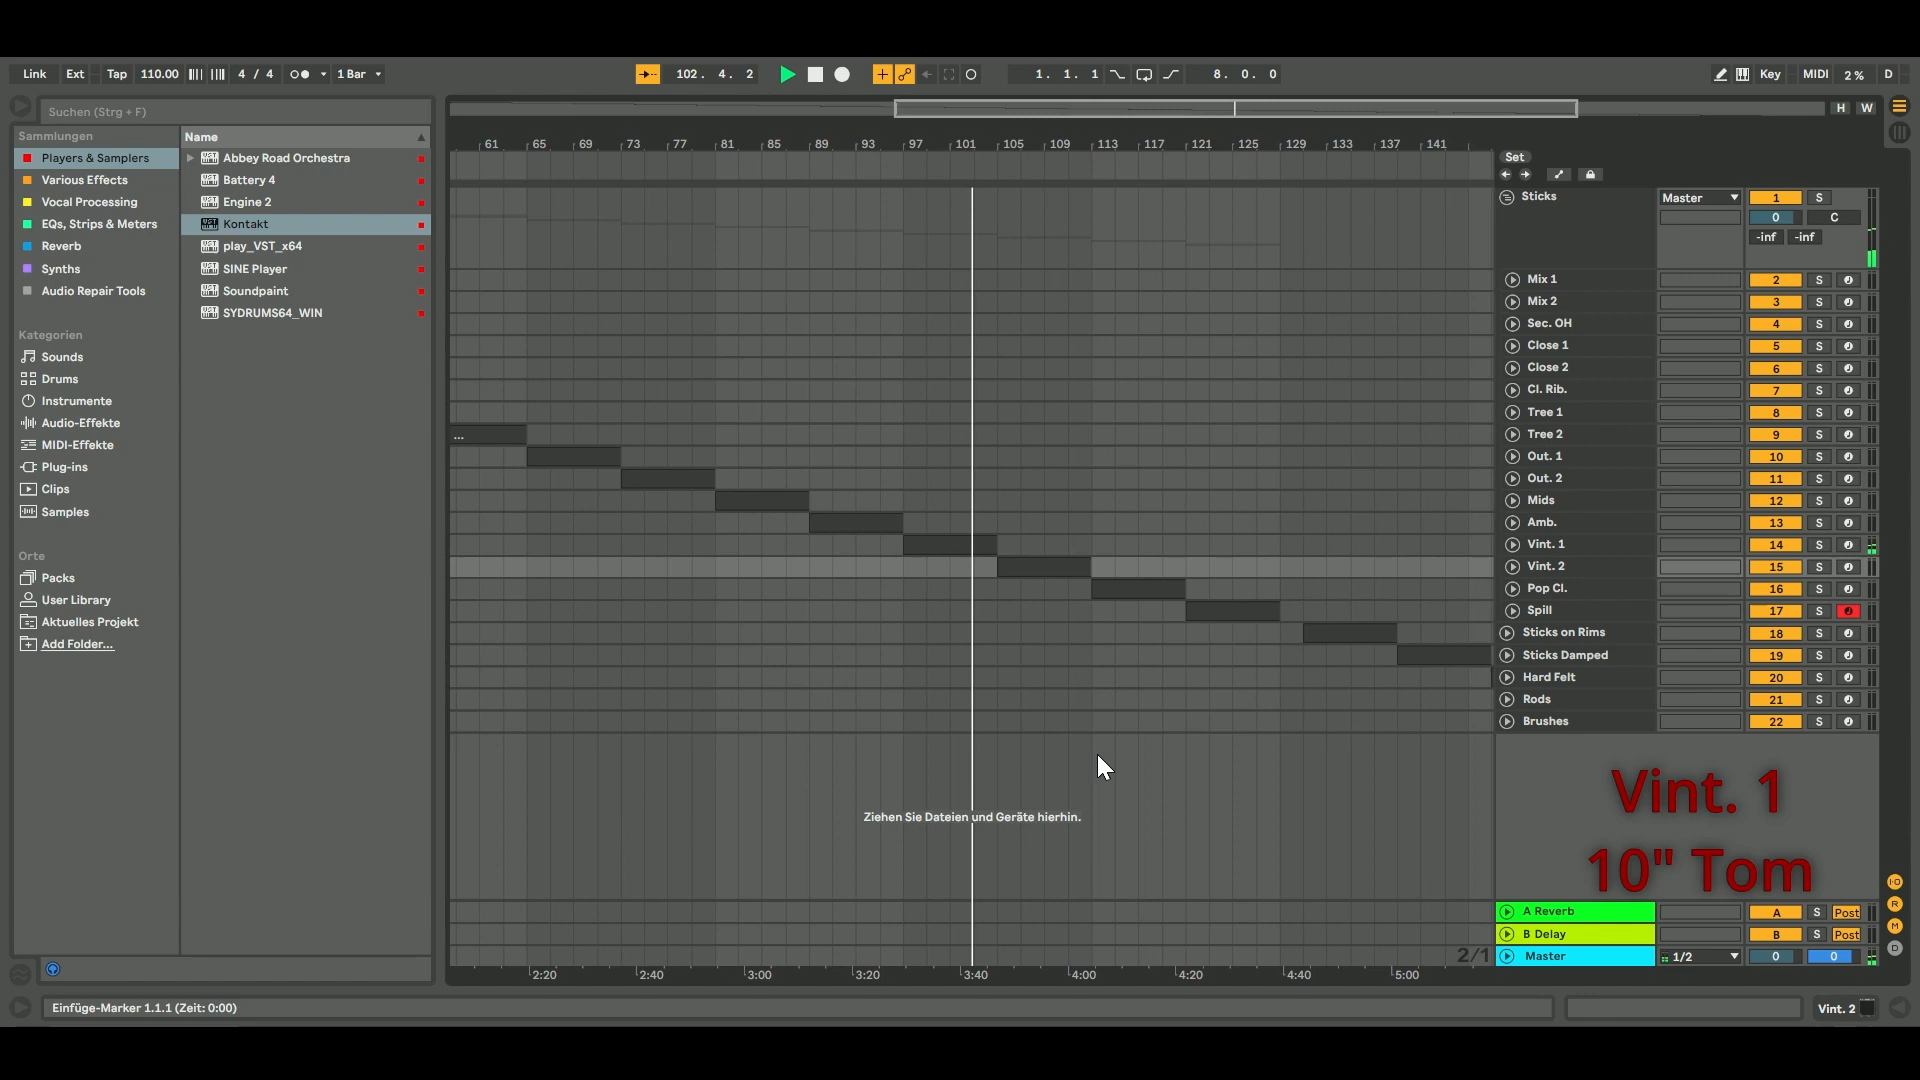 Link Ext Tap 110.00 4 / 4 1 Bar 102. 4. 2 1. 1. 1 8. 0. 0 Key MIDI 2 % D
Suchen (Strg + F)
H W
Sammlungen
Players & Samplers
Various Effects
Vocal Processing
EQs, Strips & Meters
Reverb
Synths
Audio Repair Tools
Kategorien
Sounds
Drums
Instrumente
Audio-Effekte
MIDI-Effekte
Plug-ins
Clips
Samples
Orte
Packs
User Library
Aktuelles Projekt
Add Folder...
Name
Abbey Road Orchestra
Battery 4
Engine 2
Kontakt
play_VST_x64
SINE Player
Soundpaint
SYDRUMS64_WIN
61 65 69 73 77 81 85 89 93 97 101 105 109 113 117 121 125 129 133 137 141
...
Ziehen Sie Dateien und Geräte hierhin.
2/1
2:20 2:40 3:00 3:20 3:40 4:00 4:20 4:40 5:00
Set
Sticks Master 1 S
0 C
-inf -inf
Mix 1 2 S
Mix 2 3 S
Sec. OH 4 S
Close 1 5 S
Close 2 6 S
Cl. Rib. 7 S
Tree 1 8 S
Tree 2 9 S
Out. 1 10 S
Out. 2 11 S
Mids 12 S
Amb. 13 S
Vint. 1 14 S
Vint. 2 15 S
Pop Cl. 16 S
Spill 17 S
Sticks on Rims 18 S
Sticks Damped 19 S
Hard Felt 20 S
Rods 21 S
Brushes 22 S
Vint. 1
10" Tom
A Reverb A S Post
B Delay B S Post
Master 1/2 0 0
I·O
R
M
D
Einfüge-Marker 1.1.1 (Zeit: 0:00)
Vint. 2